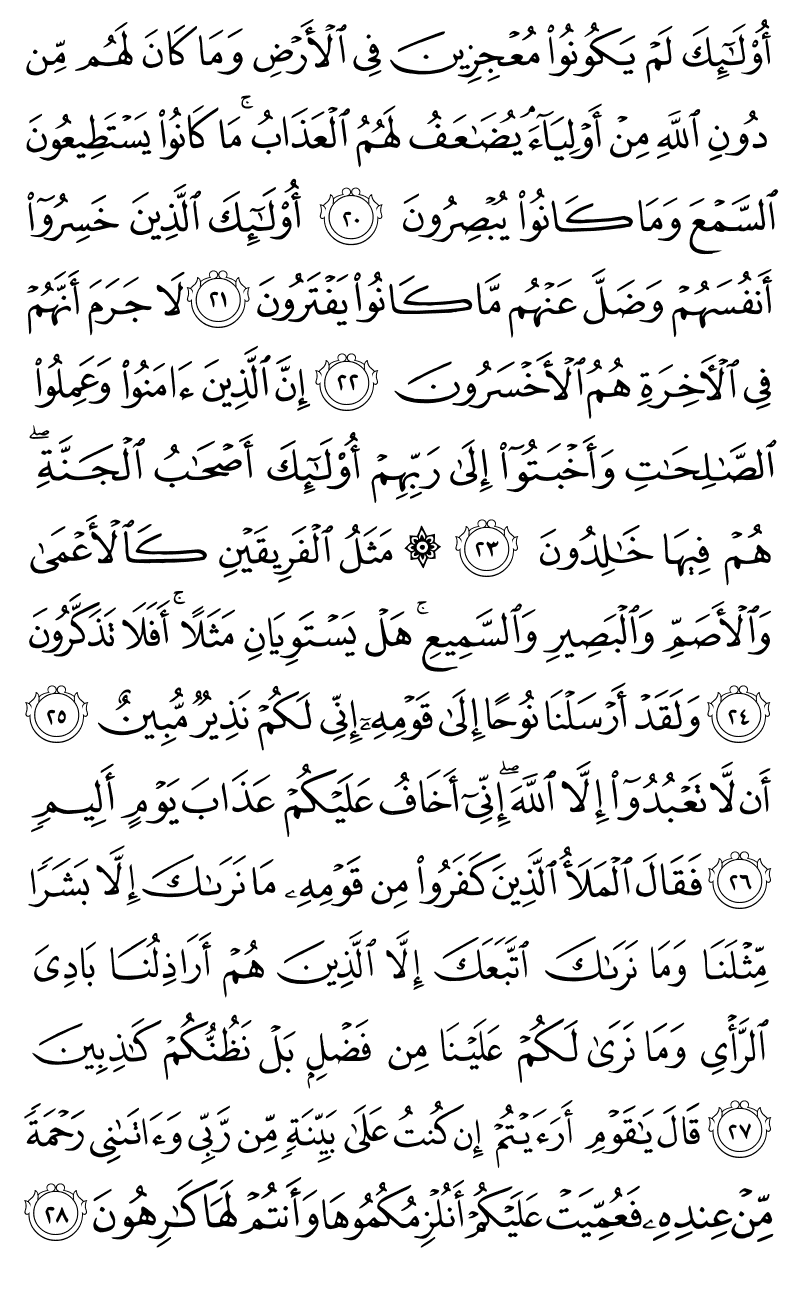 أُوْلَٰٓئِكَ لَمۡ يَكُونُواْ مُعۡجِزِينَ فِي ٱلۡأَرۡضِ وَمَا كَانَ لَهُم مِّن
دُونِ ٱللَّهِ مِنۡ أَوۡلِيَآءَۘ يُضَٰعَفُ لَهُمُ ٱلۡعَذَابُۚ مَا كَانُواْ يَسۡتَطِيعُونَ
ٱلسَّمۡعَ وَمَا كَانُواْ يُبۡصِرُونَ ٢٠ أُوْلَٰٓئِكَ ٱلَّذِينَ خَسِرُوٓاْ
أَنفُسَهُمۡ وَضَلَّ عَنۡهُم مَّا كَانُواْ يَفۡتَرُونَ ٢١ لَا جَرَمَ أَنَّهُمۡ
فِي ٱلۡأٓخِرَةِ هُمُ ٱلۡأَخۡسَرُونَ ٢٢ إِنَّ ٱلَّذِينَ ءَامَنُواْ وَعَمِلُواْ
ٱلصَّٰلِحَٰتِ وَأَخۡبَتُوٓاْ إِلَىٰ رَبِّهِمۡ أُوْلَٰٓئِكَ أَصۡحَٰبُ ٱلۡجَنَّةِۖ
هُمۡ فِيهَا خَٰلِدُونَ ٢٣ ۞ مَثَلُ ٱلۡفَرِيقَيۡنِ كَٱلۡأَعۡمَىٰ
وَٱلۡأَصَمِّ وَٱلۡبَصِيرِ وَٱلسَّمِيعِۚ هَلۡ يَسۡتَوِيَانِ مَثَلًاۚ أَفَلَا تَذَكَّرُونَ
٢٤ وَلَقَدۡ أَرۡسَلۡنَا نُوحًا إِلَىٰ قَوۡمِهِۦٓ إِنِّي لَكُمۡ نَذِيرٞ مُّبِينٌ ٢٥
أَن لَّا تَعۡبُدُوٓاْ إِلَّا ٱللَّهَۖ إِنِّيٓ أَخَافُ عَلَيۡكُمۡ عَذَابَ يَوۡمٍ أَلِيمٖ
٢٦ فَقَالَ ٱلۡمَلَأُ ٱلَّذِينَ كَفَرُواْ مِن قَوۡمِهِۦ مَا نَرَىٰكَ إِلَّا بَشَرٗا
مِّثۡلَنَا وَمَا نَرَىٰكَ ٱتَّبَعَكَ إِلَّا ٱلَّذِينَ هُمۡ أَرَاذِلُنَا بَادِيَ
ٱلرَّأۡيِ وَمَا نَرَىٰ لَكُمۡ عَلَيۡنَا مِن فَضۡلِۭ بَلۡ نَظُنُّكُمۡ كَٰذِبِينَ
٢٧ قَالَ يَٰقَوۡمِ أَرَءَيۡتُمۡ إِن كُنتُ عَلَىٰ بَيِّنَةٖ مِّن رَّبِّي وَءَاتَىٰنِي رَحۡمَةٗ
مِّنۡ عِندِهِۦ فَعُمِّيَتۡ عَلَيۡكُمۡ أَنُلۡزِمُكُمُوهَا وَأَنتُمۡ لَهَا كَٰرِهُونَ ٢٨